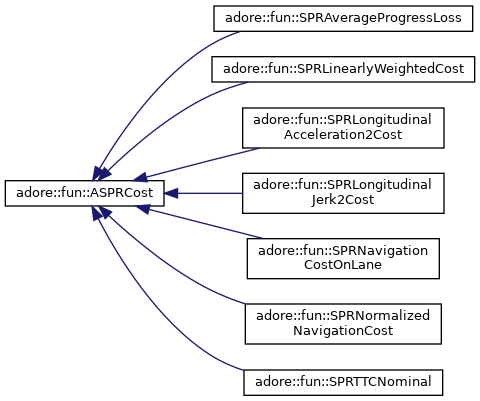 adore::fun::SPRAverageProgressLoss
adore::fun::SPRLinearlyWeightedCost
adore::fun::SPRLongitudinal
Acceleration2Cost
adore::fun::SPRLongitudinal
Jerk2Cost
adore::fun::ASPRCost
adore::fun::SPRNavigation
CostOnLane
adore::fun::SPRNormalized
NavigationCost
adore::fun::SPRTTCNominal